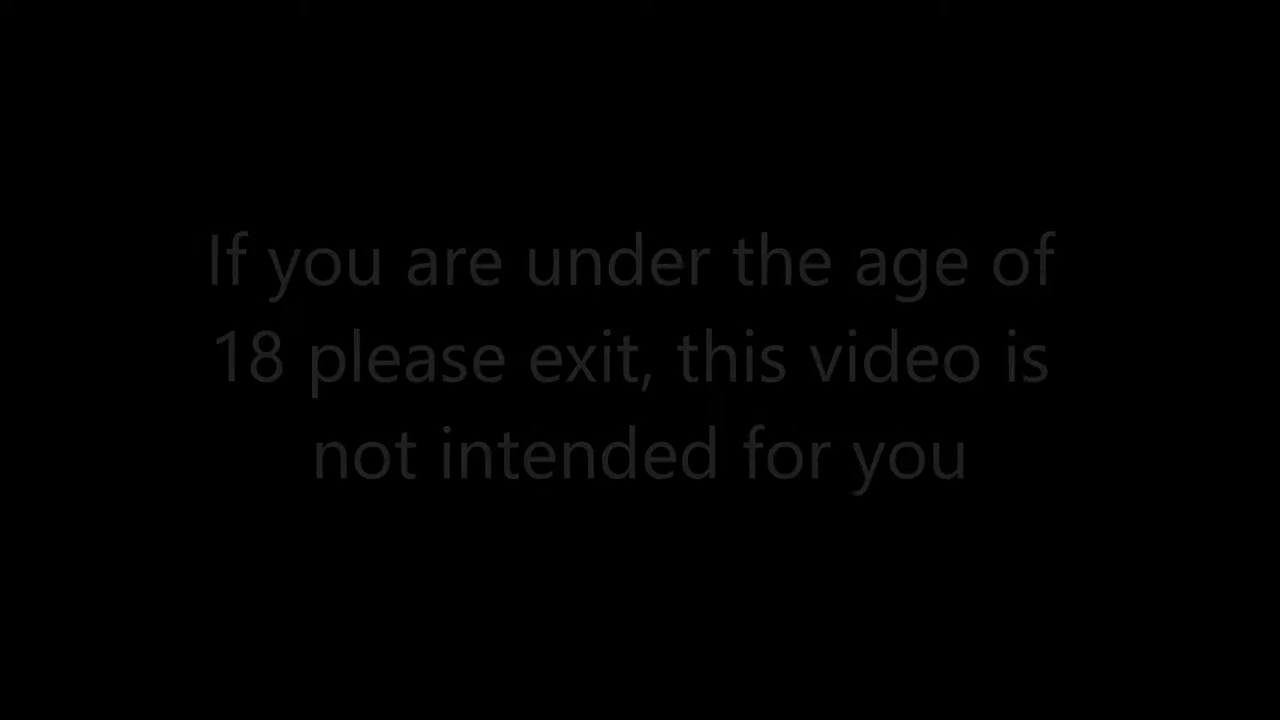 If you are under the age of
18 please exit, this video is
not intended for you